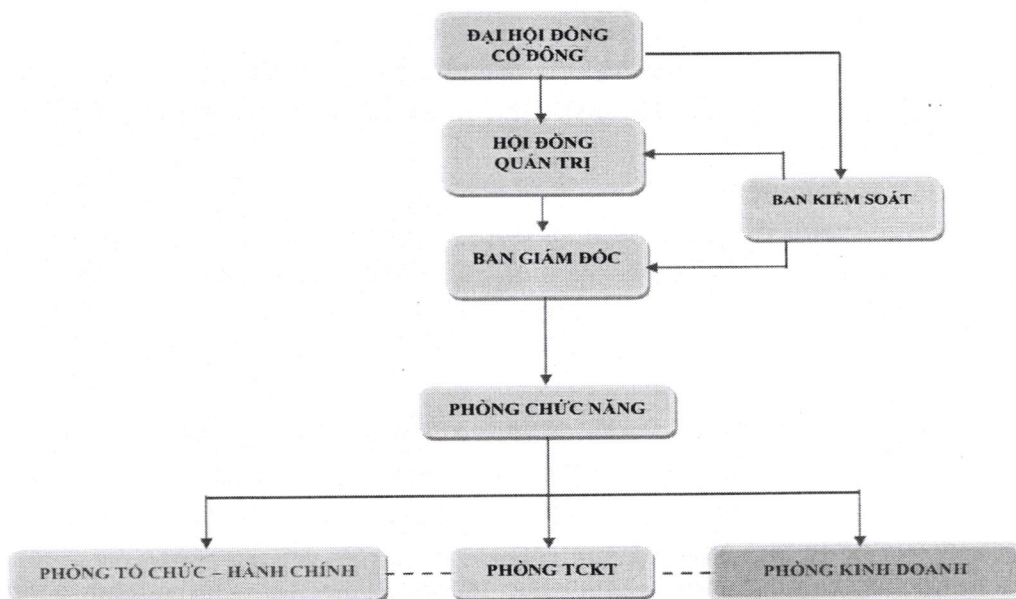 ĐẠI HỘI ĐỒNG
CỔ ĐÔNG
HỘI ĐỒNG
QUẢN TRỊ
BAN KIỂM SOÁT
BAN GIÁM ĐỐC
PHÒNG CHỨC NĂNG
PHÒNG TỔ CHỨC – HÀNH CHÍNH
PHÒNG TCKT
PHÒNG KINH DOANH